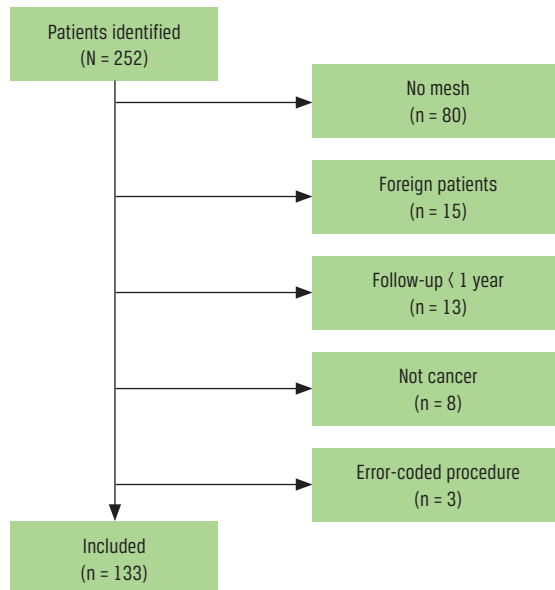 Patients identified
(N = 252)
No mesh
(n = 80)
Foreign patients
(n = 15)
Follow-up < 1 year
(n = 13)
Not cancer
(n = 8)
Error-coded procedure
(n = 3)
Included
(n = 133)